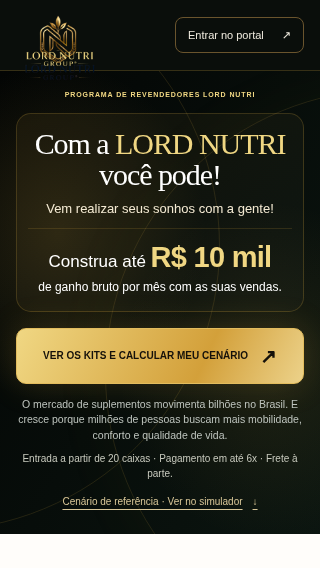 LORD NUTRI
GROUP
Entrar no portal ↗
PROGRAMA DE REVENDEDORES LORD NUTRI
Com a LORD NUTRI
você pode!
Vem realizar seus sonhos com a gente!
Construa até R$ 10 mil
de ganho bruto por mês com as suas vendas.
VER OS KITS E CALCULAR MEU CENÁRIO ↗
O mercado de suplementos movimenta bilhões no Brasil. E
cresce porque milhões de pessoas buscam mais mobilidade,
conforto e qualidade de vida.
Entrada a partir de 20 caixas · Pagamento em até 6x · Frete à
parte.
Cenário de referência · Ver no simulador ↓